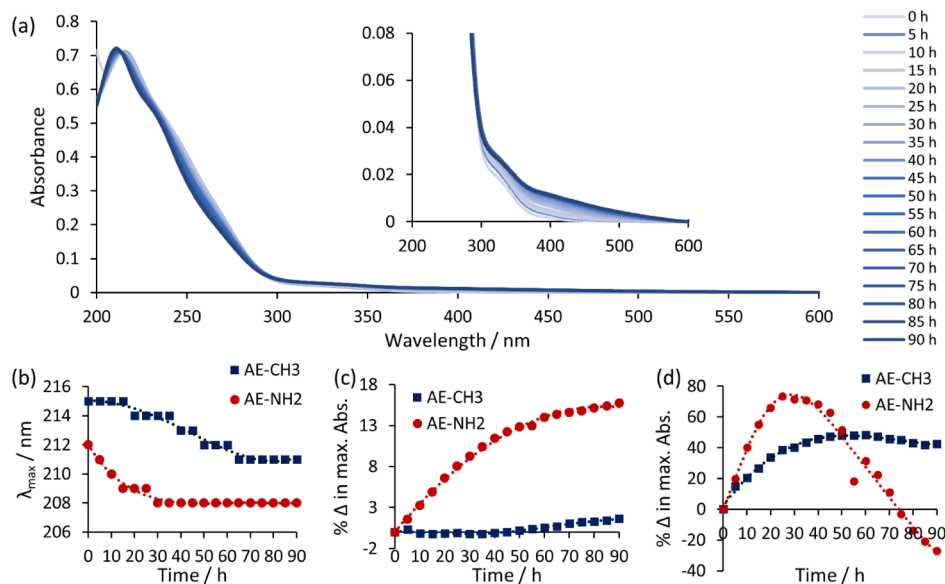 (a)
0.8
0.7
0.6
0.5
0.4
0.3
0.2
0.1
0
Absorbance
200
250
300
350
400
450
500
550
600
Wavelength / nm
0.08
0.06
0.04
0.02
0
200
300
400
500
600
0 h
5 h
10 h
15 h
20 h
25 h
30 h
35 h
40 h
45 h
50 h
55 h
60 h
65 h
70 h
75 h
80 h
85 h
90 h
(b)
AE-CH3
AE-NH2
216
214
212
210
208
206
λmax / nm
0 10 20 30 40 50 60 70 80 90
Time / h
(c)
AE-CH3
AE-NH2
18
13
8
3
-2
% Δ in max. Abs.
0 10 20 30 40 50 60 70 80 90
Time / h
(d)
AE-CH3
AE-NH2
80
60
40
20
0
-20
-40
% Δ in max. Abs.
0 10 20 30 40 50 60 70 80 90
Time / h